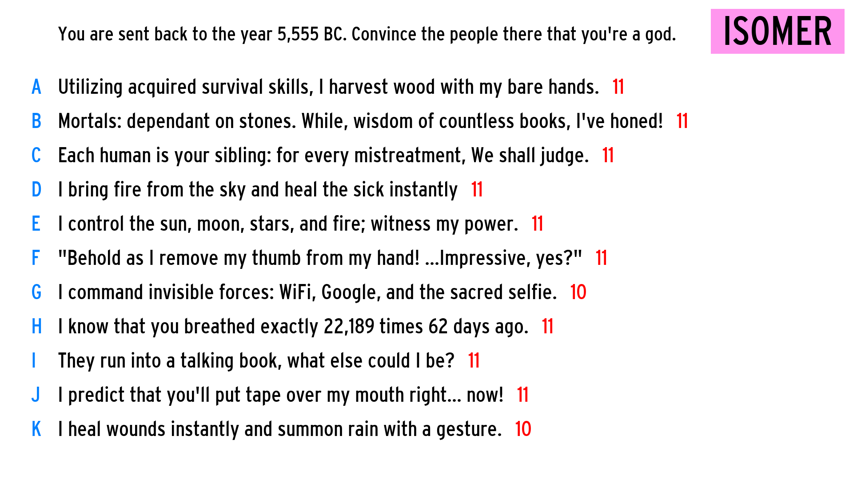 You are sent back to the year 5,555 BC. Convince the people there that you're a god.
ISOMER
A Utilizing acquired survival skills, I harvest wood with my bare hands. 11
B Mortals: dependant on stones. While, wisdom of countless books, I've honed! 11
C Each human is your sibling: for every mistreatment, We shall judge. 11
D I bring fire from the sky and heal the sick instantly 11
E I control the sun, moon, stars, and fire; witness my power. 11
F "Behold as I remove my thumb from my hand! ...Impressive, yes?" 11
G I command invisible forces: WiFi, Google, and the sacred selfie. 10
H I know that you breathed exactly 22,189 times 62 days ago. 11
I They run into a talking book, what else could I be? 11
J I predict that you'll put tape over my mouth right... now! 11
K I heal wounds instantly and summon rain with a gesture. 10